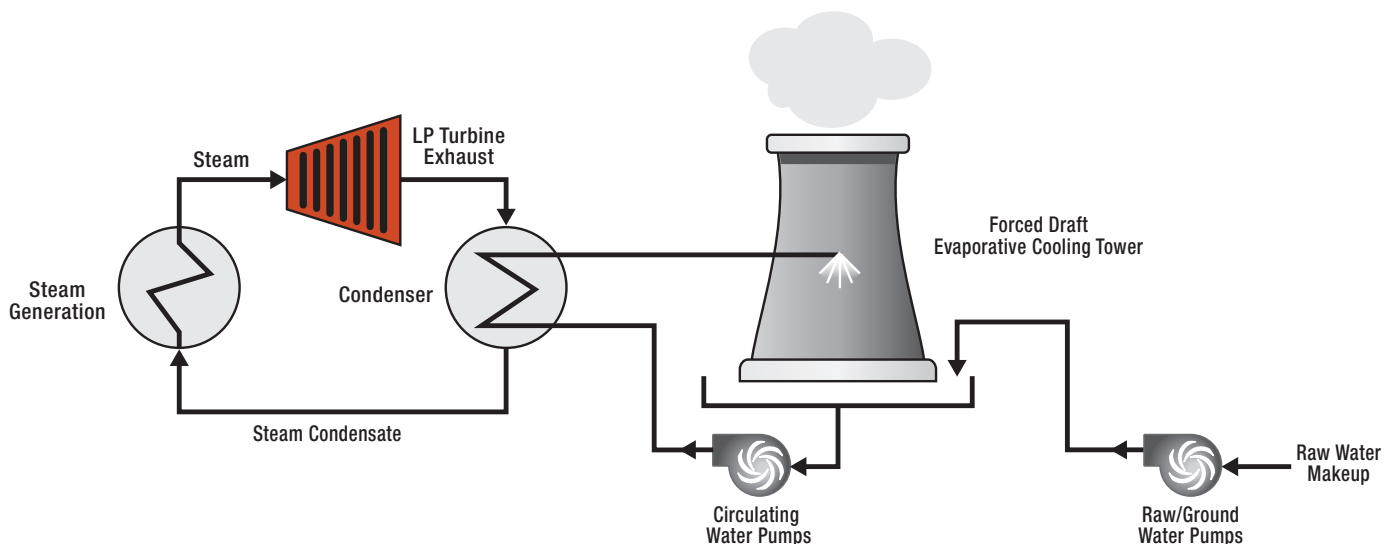 LP Turbine
Exhaust
Steam
Forced Draft
Evaporative Cooling Tower
Steam
Generation
Condenser
Steam Condensate
Raw Water
Makeup
Circulating
Water Pumps
Raw/Ground
Water Pumps